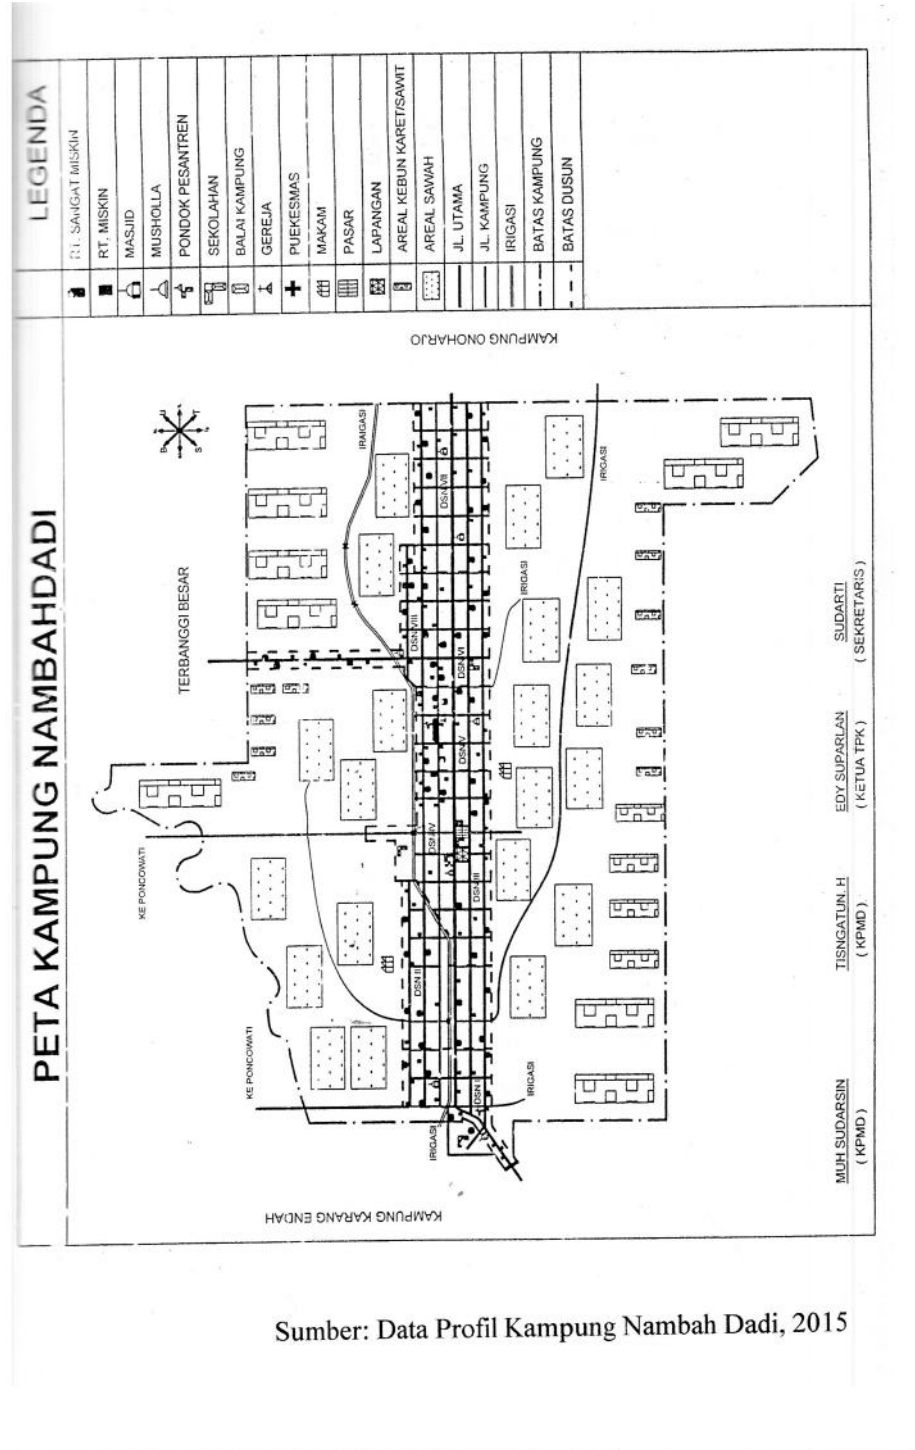 PETA KAMPUNG NAMBAHDADI
LEGENDA
RT. SANGAT MISKIN
RT. MISKIN
MASJID
MUSHOLLA
PONDOK PESANTREN
SEKOLAHAN
BALAI KAMPUNG
GEREJA
PUEKESMAS
MAKAM
PASAR
LAPANGAN
AREAL KEBUN KARET/SAWIT
AREAL SAWAH
JL. UTAMA
JL. KAMPUNG
IRIGASI
BATAS KAMPUNG
BATAS DUSUN
KAMPUNG ONOHARJO
TERBANGGI BESAR
KE PONCOWATI
KE PONCOWATI
KAMPUNG KARANG ENDAH
IRAIGASI
IRIGASI
IRIGASI
IRIGASI
IRIGASI
DSN VII
DSN VIII
DSN VI
DSN V
DSN IV
DSN III
DSN II
DSN I
MUH SUDARSIN
( KPMD )
TISNGATUN. H
( KPMD )
EDY SUPARLAN
( KETUA TPK )
SUDARTI
( SEKRETARIS )
Sumber: Data Profil Kampung Nambah Dadi, 2015